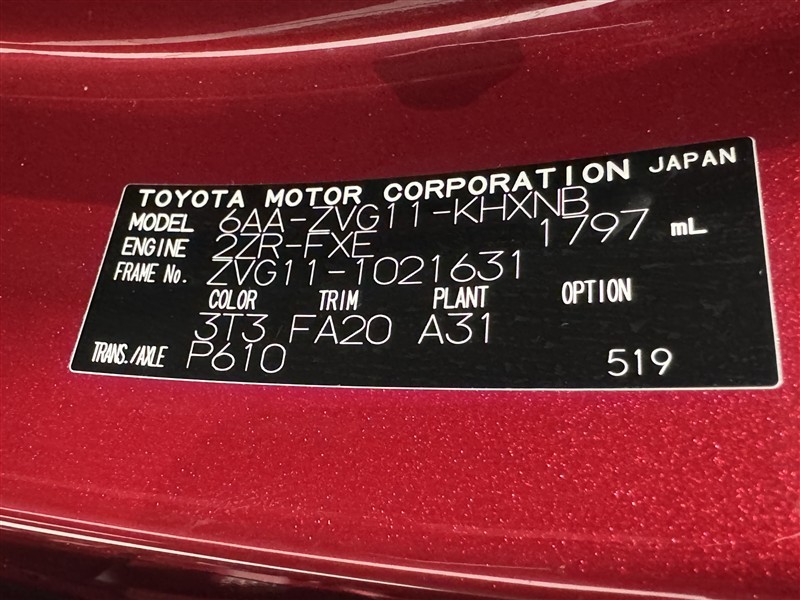 TOYOTA MOTOR CORPORATION JAPAN
MODEL 6AA-ZVG11-KHXNB
ENGINE 2ZR-FXE 1797 mL
FRAME No. ZVG11-1021631
COLOR TRIM PLANT OPTION
3T3 FA20 A31
TRANS./AXLE P610 519